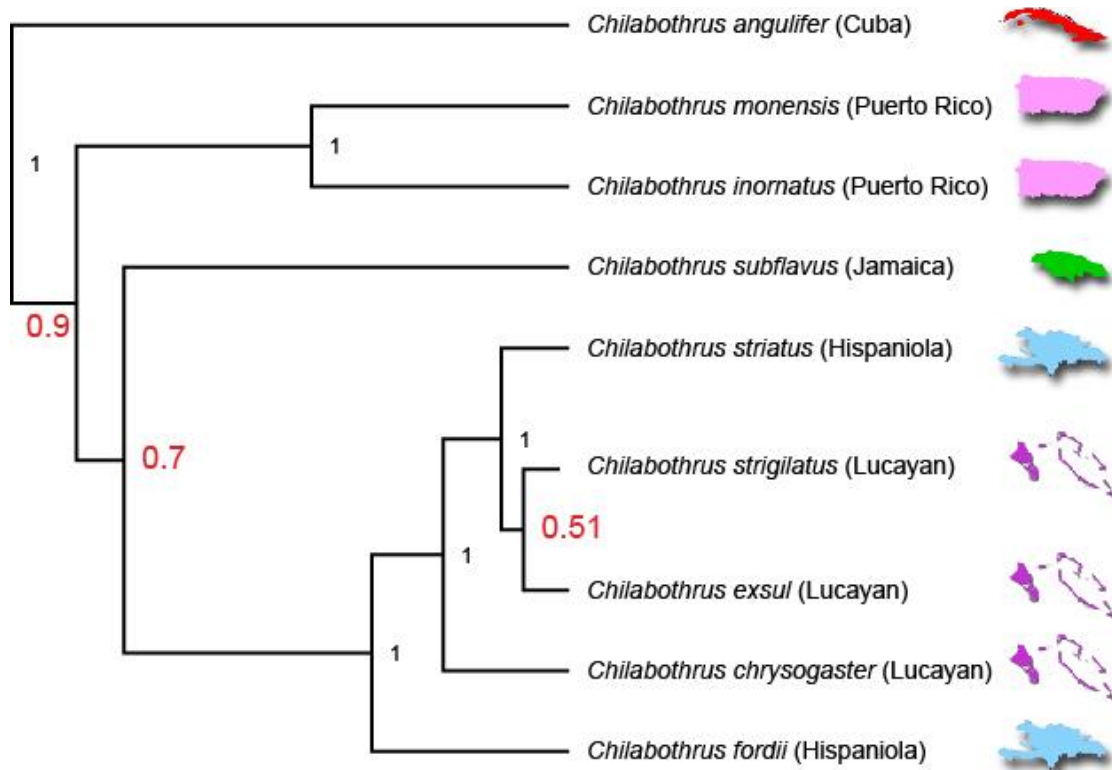 Chilabothrus angulifer (Cuba)
Chilabothrus monensis (Puerto Rico)
1
1
Chilabothrus inornatus (Puerto Rico)
Chilabothrus subflavus (Jamaica)
0.9
Chilabothrus striatus (Hispaniola)
1
0.7
Chilabothrus strigilatus (Lucayan)
0.51
1
Chilabothrus exsul (Lucayan)
1
Chilabothrus chrysogaster (Lucayan)
Chilabothrus fordii (Hispaniola)